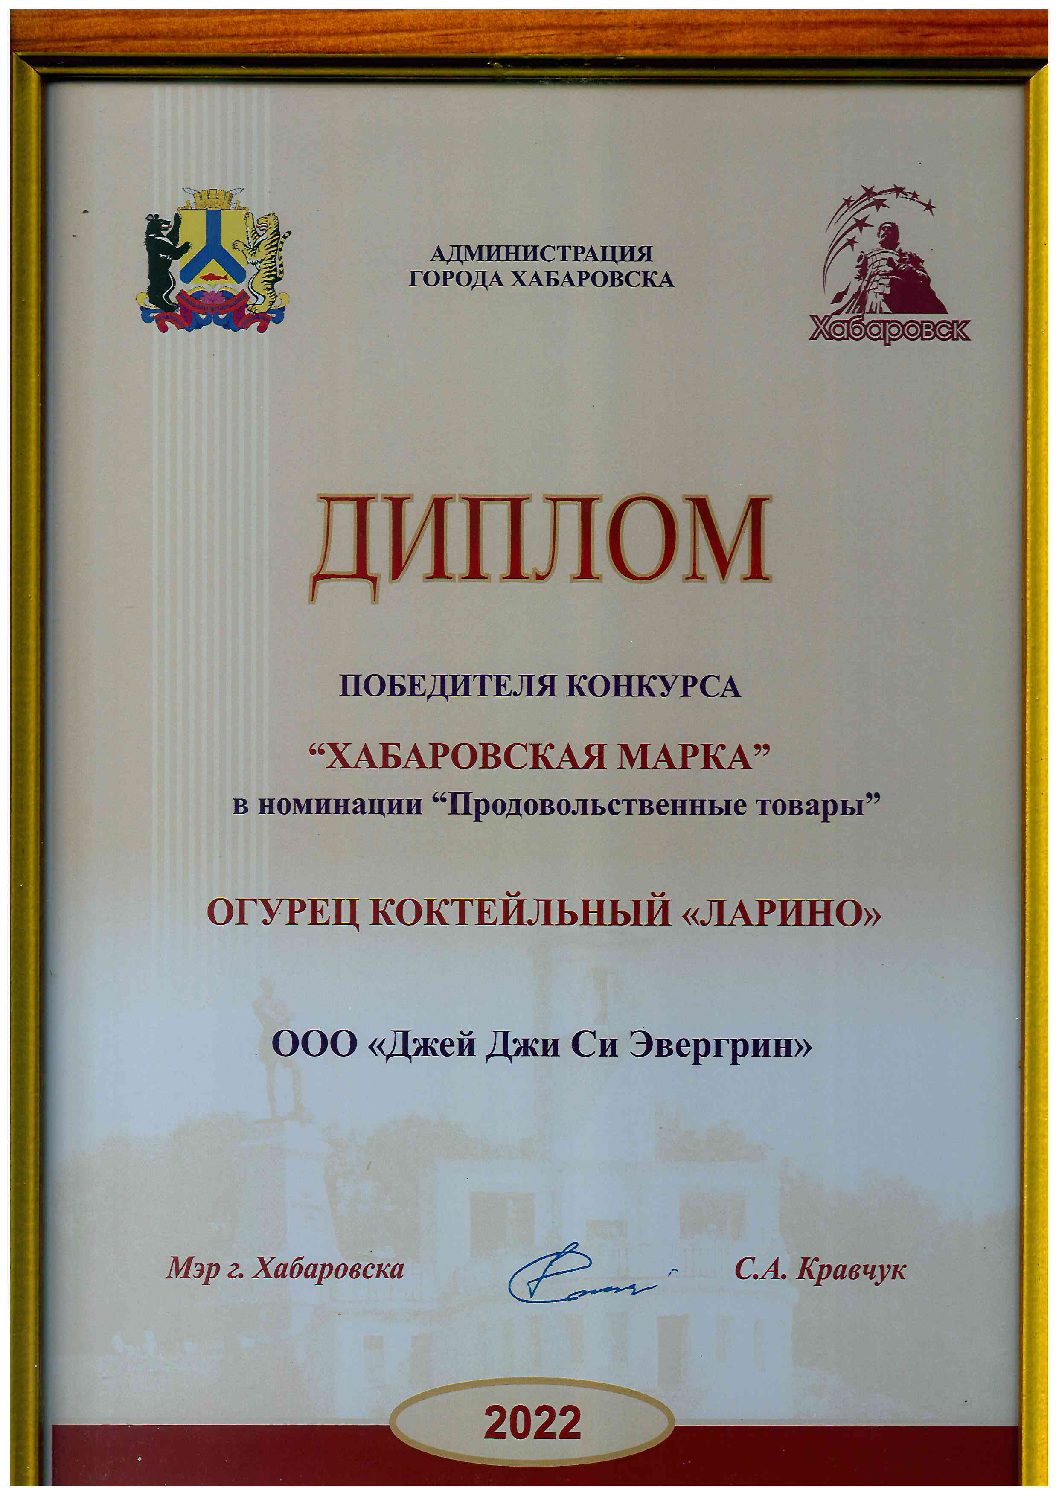 АДМИНИСТРАЦИЯ
ГОРОДА ХАБАРОВСКА
Хабаровск
ДИПЛОМ
ПОБЕДИТЕЛЯ КОНКУРСА
“ХАБАРОВСКАЯ МАРКА”
в номинации “Продовольственные товары”
ОГУРЕЦ КОКТЕЙЛЬНЫЙ «ЛАРИНО»
ООО «Джей Джи Си Эвергрин»
Мэр г. Хабаровска
С.А. Кравчук
2022